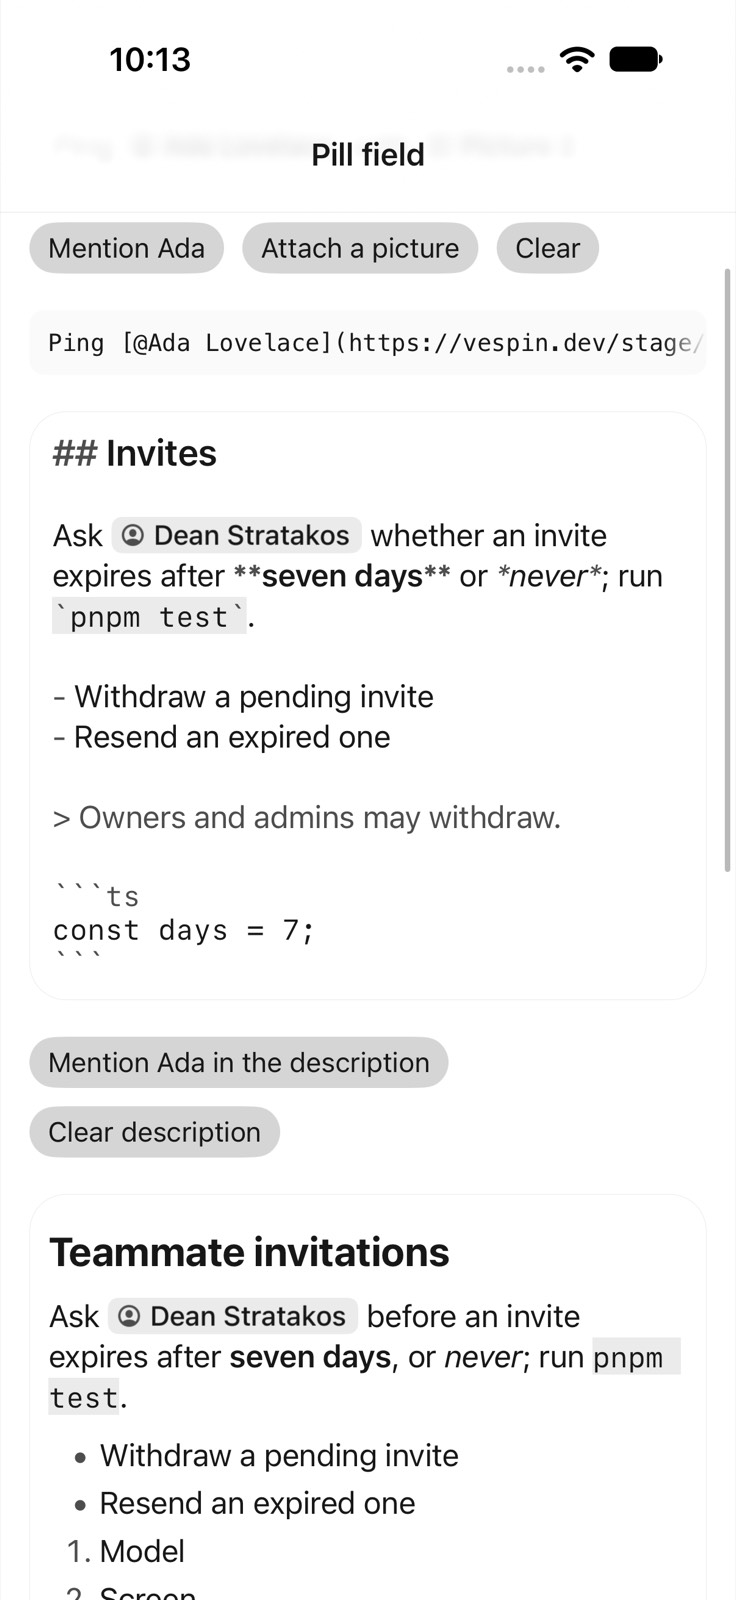 10:13
Pill field
Mention Ada
Attach a picture
Clear
Ping [@Ada Lovelace](https://vespin.dev/stage/
## Invites
Ask Dean Stratakos whether an invite
expires after **seven days** or *never*; run
`pnpm test`.
- Withdraw a pending invite
- Resend an expired one
> Owners and admins may withdraw.
```ts
const days = 7;
```
Mention Ada in the description
Clear description
Teammate invitations
Ask Dean Stratakos before an invite
expires after seven days, or never; run pnpm
test.
• Withdraw a pending invite
• Resend an expired one
1. Model
2. Screen